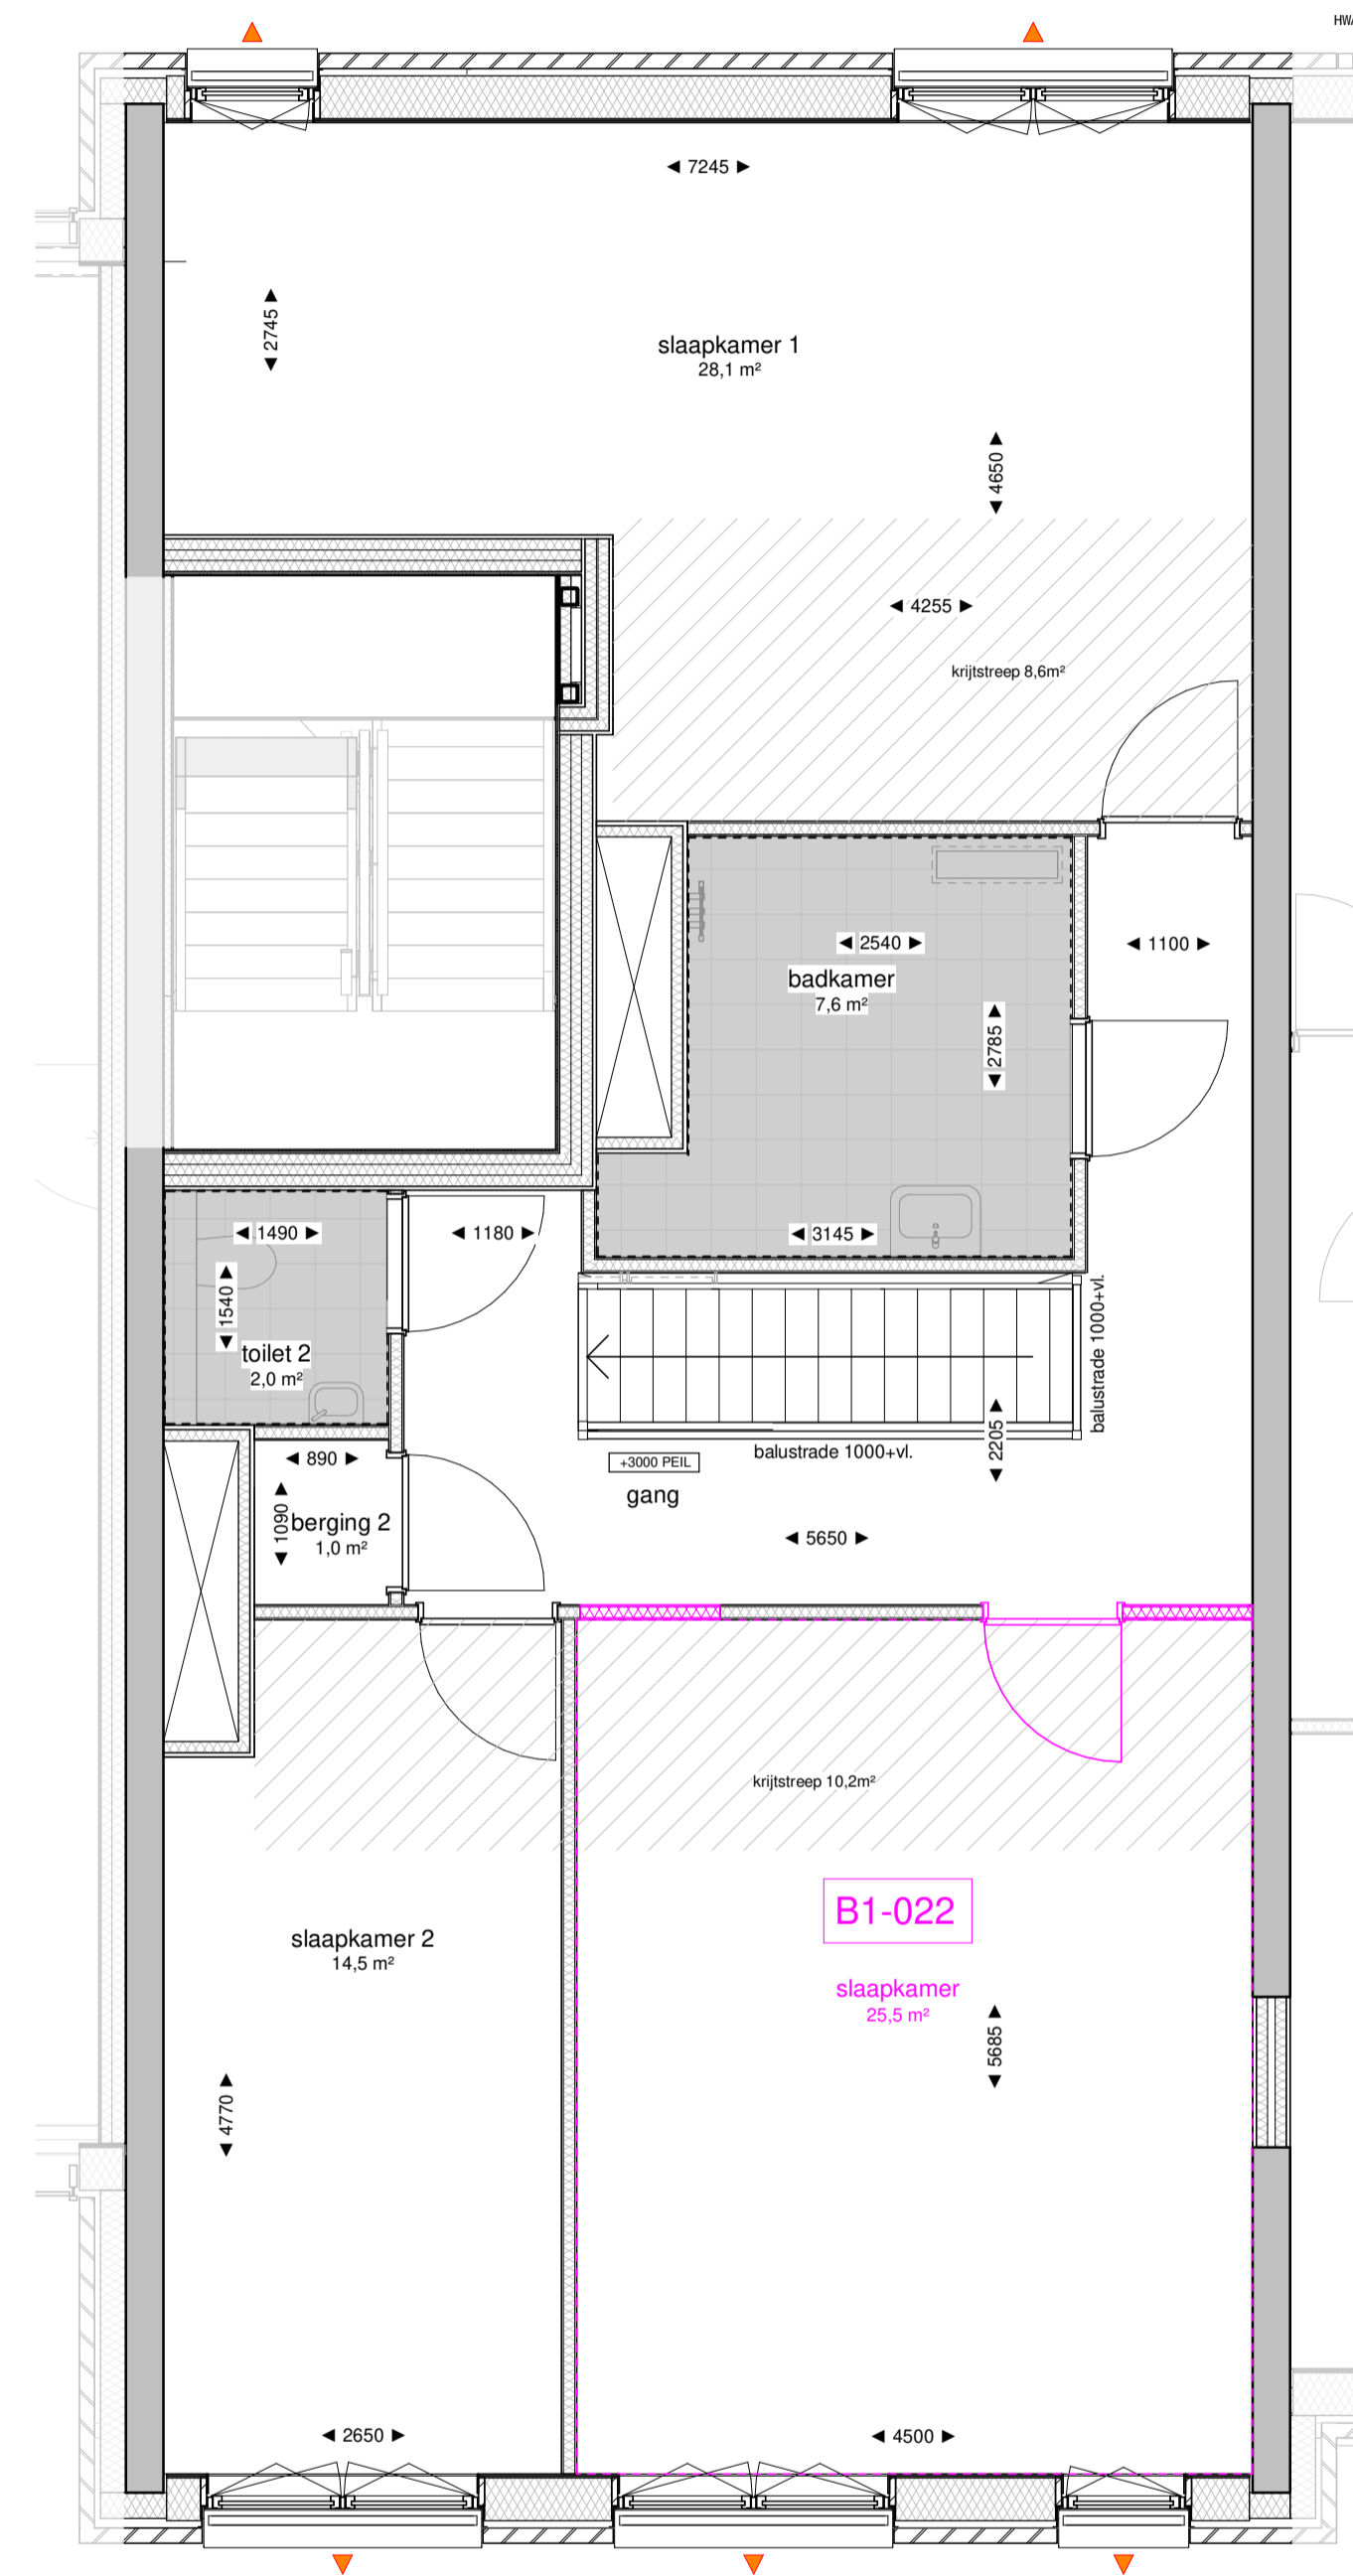 HWA
7245
2745
slaapkamer 1
28,1 m²
4650
4255
krijtstreep 8,6m²
2540
1100
badkamer
7,6 m²
2785
1490
1180
3145
1540
toilet 2
2,0 m²
balustrade 1000+vl.
2205
balustrade 1000+vl.
890
+3000 PEIL
gang
1090
berging 2
1,0 m²
5650
krijtstreep 10,2m²
B1-022
slaapkamer 2
14,5 m²
slaapkamer
25,5 m²
5685
4770
2650
4500